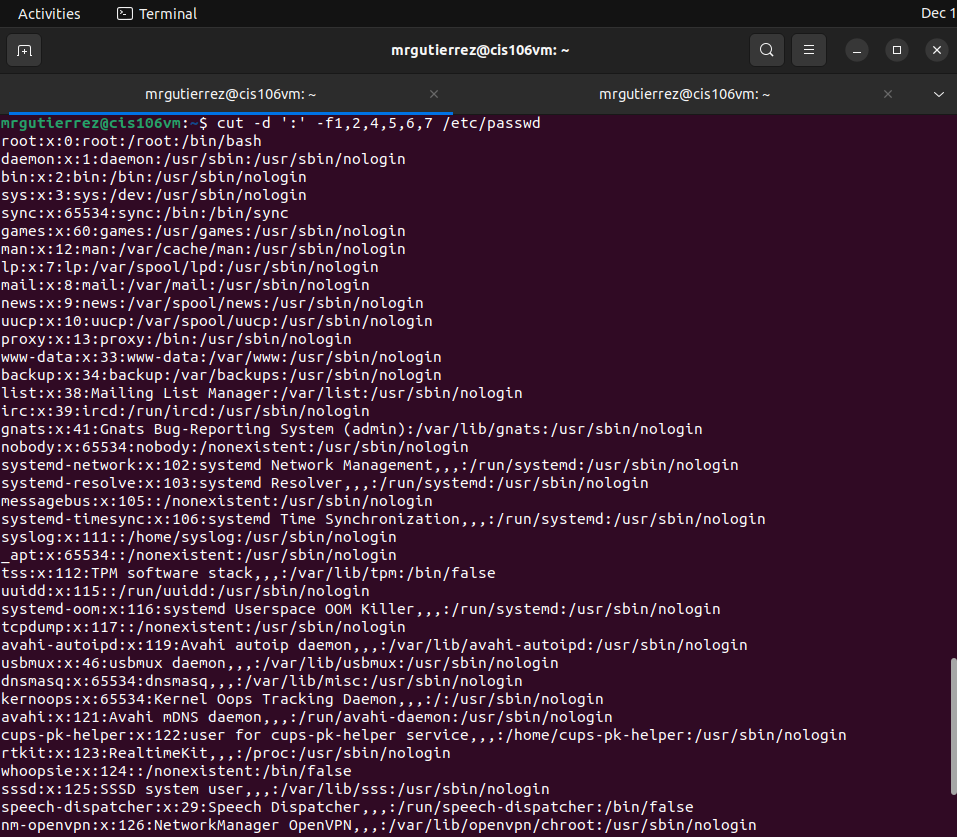 Activities Terminal Dec 1
mrgutierrez@cis106vm: ~
mrgutierrez@cis106vm: ~ mrgutierrez@cis106vm: ~
mrgutierrez@cis106vm:~$ cut -d ':' -f1,2,4,5,6,7 /etc/passwd
root:x:0:root:/root:/bin/bash
daemon:x:1:daemon:/usr/sbin:/usr/sbin/nologin
bin:x:2:bin:/bin:/usr/sbin/nologin
sys:x:3:sys:/dev:/usr/sbin/nologin
sync:x:65534:sync:/bin:/bin/sync
games:x:60:games:/usr/games:/usr/sbin/nologin
man:x:12:man:/var/cache/man:/usr/sbin/nologin
lp:x:7:lp:/var/spool/lpd:/usr/sbin/nologin
mail:x:8:mail:/var/mail:/usr/sbin/nologin
news:x:9:news:/var/spool/news:/usr/sbin/nologin
uucp:x:10:uucp:/var/spool/uucp:/usr/sbin/nologin
proxy:x:13:proxy:/bin:/usr/sbin/nologin
www-data:x:33:www-data:/var/www:/usr/sbin/nologin
backup:x:34:backup:/var/backups:/usr/sbin/nologin
list:x:38:Mailing List Manager:/var/list:/usr/sbin/nologin
irc:x:39:ircd:/run/ircd:/usr/sbin/nologin
gnats:x:41:Gnats Bug-Reporting System (admin):/var/lib/gnats:/usr/sbin/nologin
nobody:x:65534:nobody:/nonexistent:/usr/sbin/nologin
systemd-network:x:102:systemd Network Management,,,:/run/systemd:/usr/sbin/nologin
systemd-resolve:x:103:systemd Resolver,,,:/run/systemd:/usr/sbin/nologin
messagebus:x:105::/nonexistent:/usr/sbin/nologin
systemd-timesync:x:106:systemd Time Synchronization,,,:/run/systemd:/usr/sbin/nologin
syslog:x:111::/home/syslog:/usr/sbin/nologin
_apt:x:65534::/nonexistent:/usr/sbin/nologin
tss:x:112:TPM software stack,,,:/var/lib/tpm:/bin/false
uuidd:x:115::/run/uuidd:/usr/sbin/nologin
systemd-oom:x:116:systemd Userspace OOM Killer,,,:/run/systemd:/usr/sbin/nologin
tcpdump:x:117::/nonexistent:/usr/sbin/nologin
avahi-autoipd:x:119:Avahi autoip daemon,,,:/var/lib/avahi-autoipd:/usr/sbin/nologin
usbmux:x:46:usbmux daemon,,,:/var/lib/usbmux:/usr/sbin/nologin
dnsmasq:x:65534:dnsmasq,,,:/var/lib/misc:/usr/sbin/nologin
kernoops:x:65534:Kernel Oops Tracking Daemon,,,:/:/usr/sbin/nologin
avahi:x:121:Avahi mDNS daemon,,,:/run/avahi-daemon:/usr/sbin/nologin
cups-pk-helper:x:122:user for cups-pk-helper service,,,:/home/cups-pk-helper:/usr/sbin/nologin
rtkit:x:123:RealtimeKit,,,:/proc:/usr/sbin/nologin
whoopsie:x:124::/nonexistent:/bin/false
sssd:x:125:SSSD system user,,,:/var/lib/sss:/usr/sbin/nologin
speech-dispatcher:x:29:Speech Dispatcher,,,:/run/speech-dispatcher:/bin/false
nm-openvpn:x:126:NetworkManager OpenVPN,,,:/var/lib/openvpn/chroot:/usr/sbin/nologin